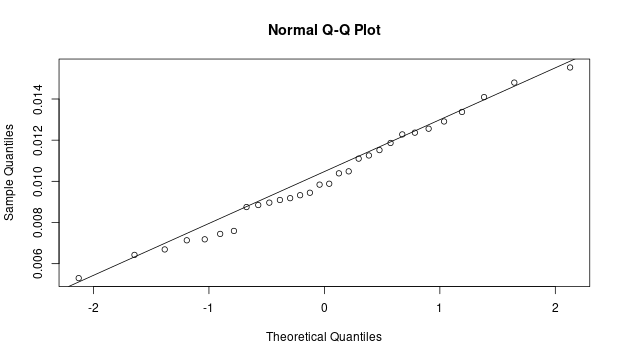 Normal Q-Q Plot
Sample Quantiles
0.014
0.012
0.010
0.008
0.006
-2 -1 0 1 2
Theoretical Quantiles